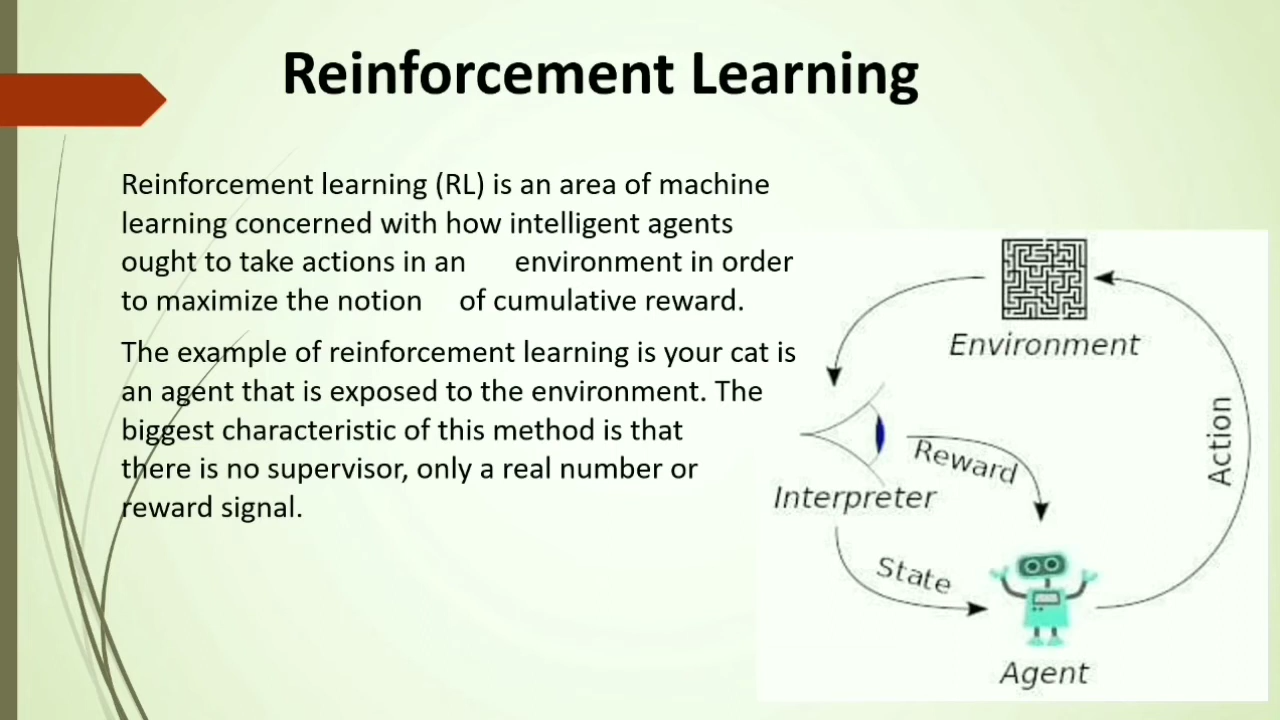 Reinforcement Learning
Reinforcement learning (RL) is an area of machine
learning concerned with how intelligent agents
ought to take actions in an environment in order
to maximize the notion of cumulative reward.
The example of reinforcement learning is your cat is
an agent that is exposed to the environment. The
biggest characteristic of this method is that
there is no supervisor, only a real number or
reward signal.
Environment
Reward
Action
Interpreter
State
Agent